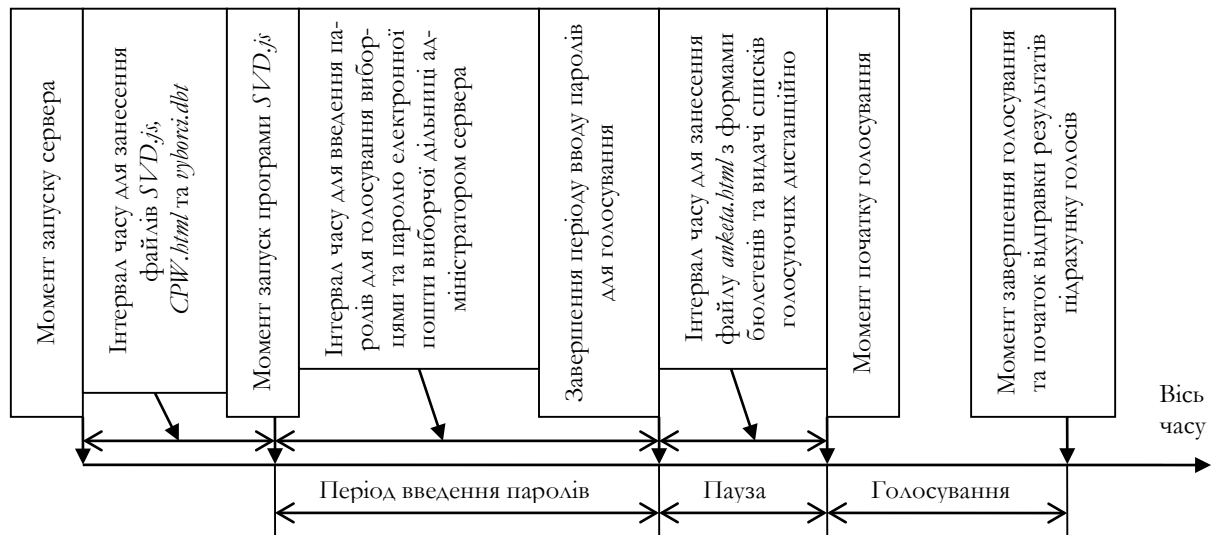 Момент запуску сервера
Інтервал часу для занесення
файлів SVD.js,
CPW.html та vyborci.dbt
Момент запуск програми SVD.js
Інтервал часу для введення па-
ролів для голосування вибор-
цями та паролю електронної
пошти виборчої дільниці ад-
міністратором сервера
Завершення періоду вводу паролів
для голосування
Інтервал часу для занесення
файлу anketa.html з формами
бюлетенів та видачі списків
голосуючих дистанційно
Момент початку голосування
Момент завершення голосування
та початок відправки результатів
підрахунку голосів
Вісь
часу
Період введення паролів
Пауза
Голосування